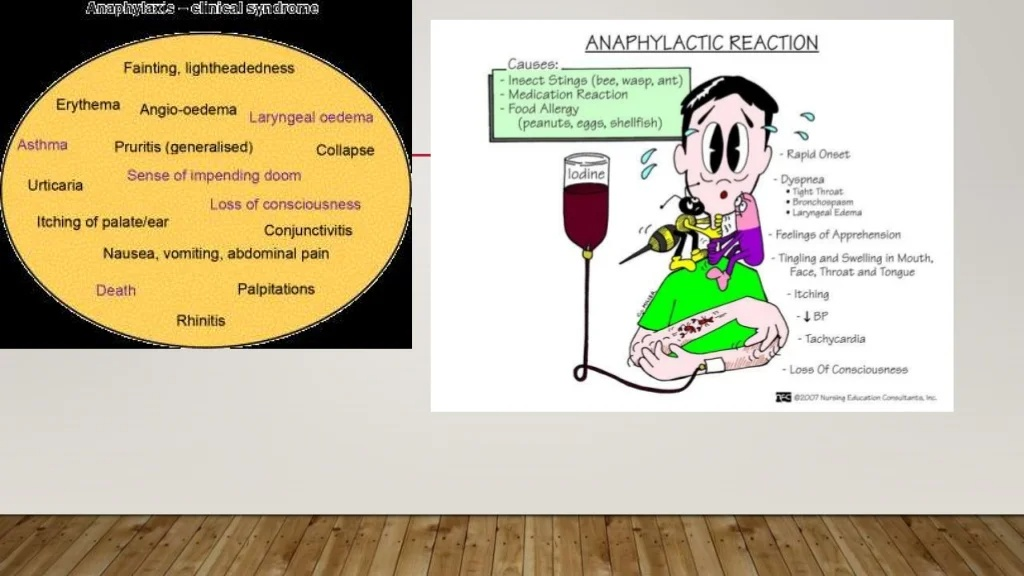 Anaphylaxis – clinical syndrome
Fainting, lightheadedness
Erythema
Angio-oedema
Laryngeal oedema
Asthma
Pruritis (generalised)
Collapse
Sense of impending doom
Urticaria
Loss of consciousness
Itching of palate/ear
Conjunctivitis
Nausea, vomiting, abdominal pain
Death
Palpitations
Rhinitis
ANAPHYLACTIC REACTION
Causes:
- Insect Stings (bee, wasp, ant)
- Medication Reaction
- Food Allergy
(peanuts, eggs, shellfish)
Iodine
- Rapid Onset
- Dyspnea
• Tight Throat
• Bronchospasm
• Laryngeal Edema
- Feelings of Apprehension
- Tingling and Swelling in Mouth,
Face, Throat and Tongue
- Itching
- ↓ BP
- Tachycardia
- Loss Of Consciousness
NEC ©2007 Nursing Education Consultants, Inc.